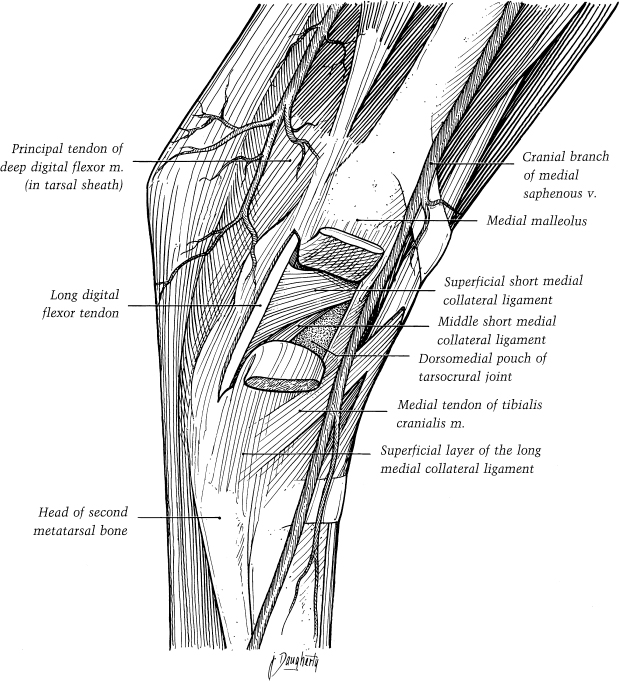 Principal tendon of
deep digital flexor m.
(in tarsal sheath)
Cranial branch
of medial
saphenous v.
Medial malleolus
Superficial short medial
collateral ligament
Long digital
flexor tendon
Middle short medial
collateral ligament
Dorsomedial pouch of
tarsocrural joint
Medial tendon of tibialis
cranialis m.
Superficial layer of the long
medial collateral ligament
Head of second
metatarsal bone
J Daugherty